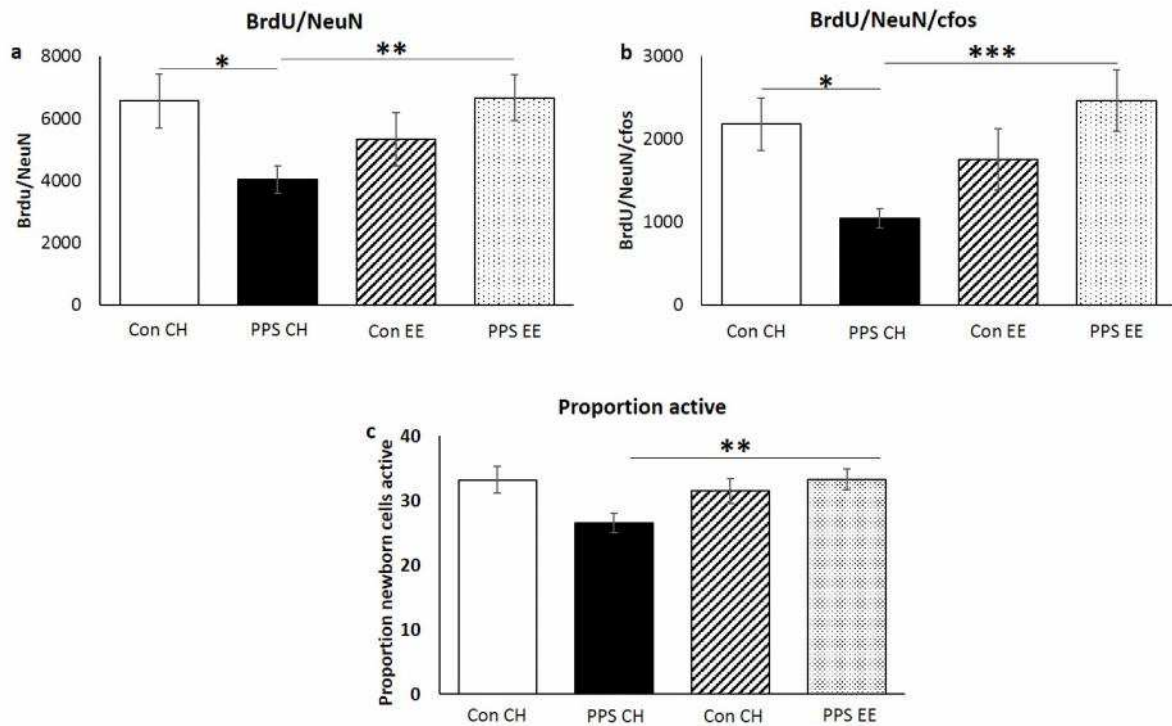 BrdU/NeuN
a
8000
6000
4000
2000
0
Brdu/NeuN
*
**
Con CH
PPS CH
Con EE
PPS EE
BrdU/NeuN/cfos
b
3000
2000
1000
0
BrdU/NeuN/cfos
*
***
Con CH
PPS CH
Con EE
PPS EE
Proportion active
c
40
30
20
10
0
Proportion newborn cells active
**
Con CH
PPS CH
Con CH
PPS EE